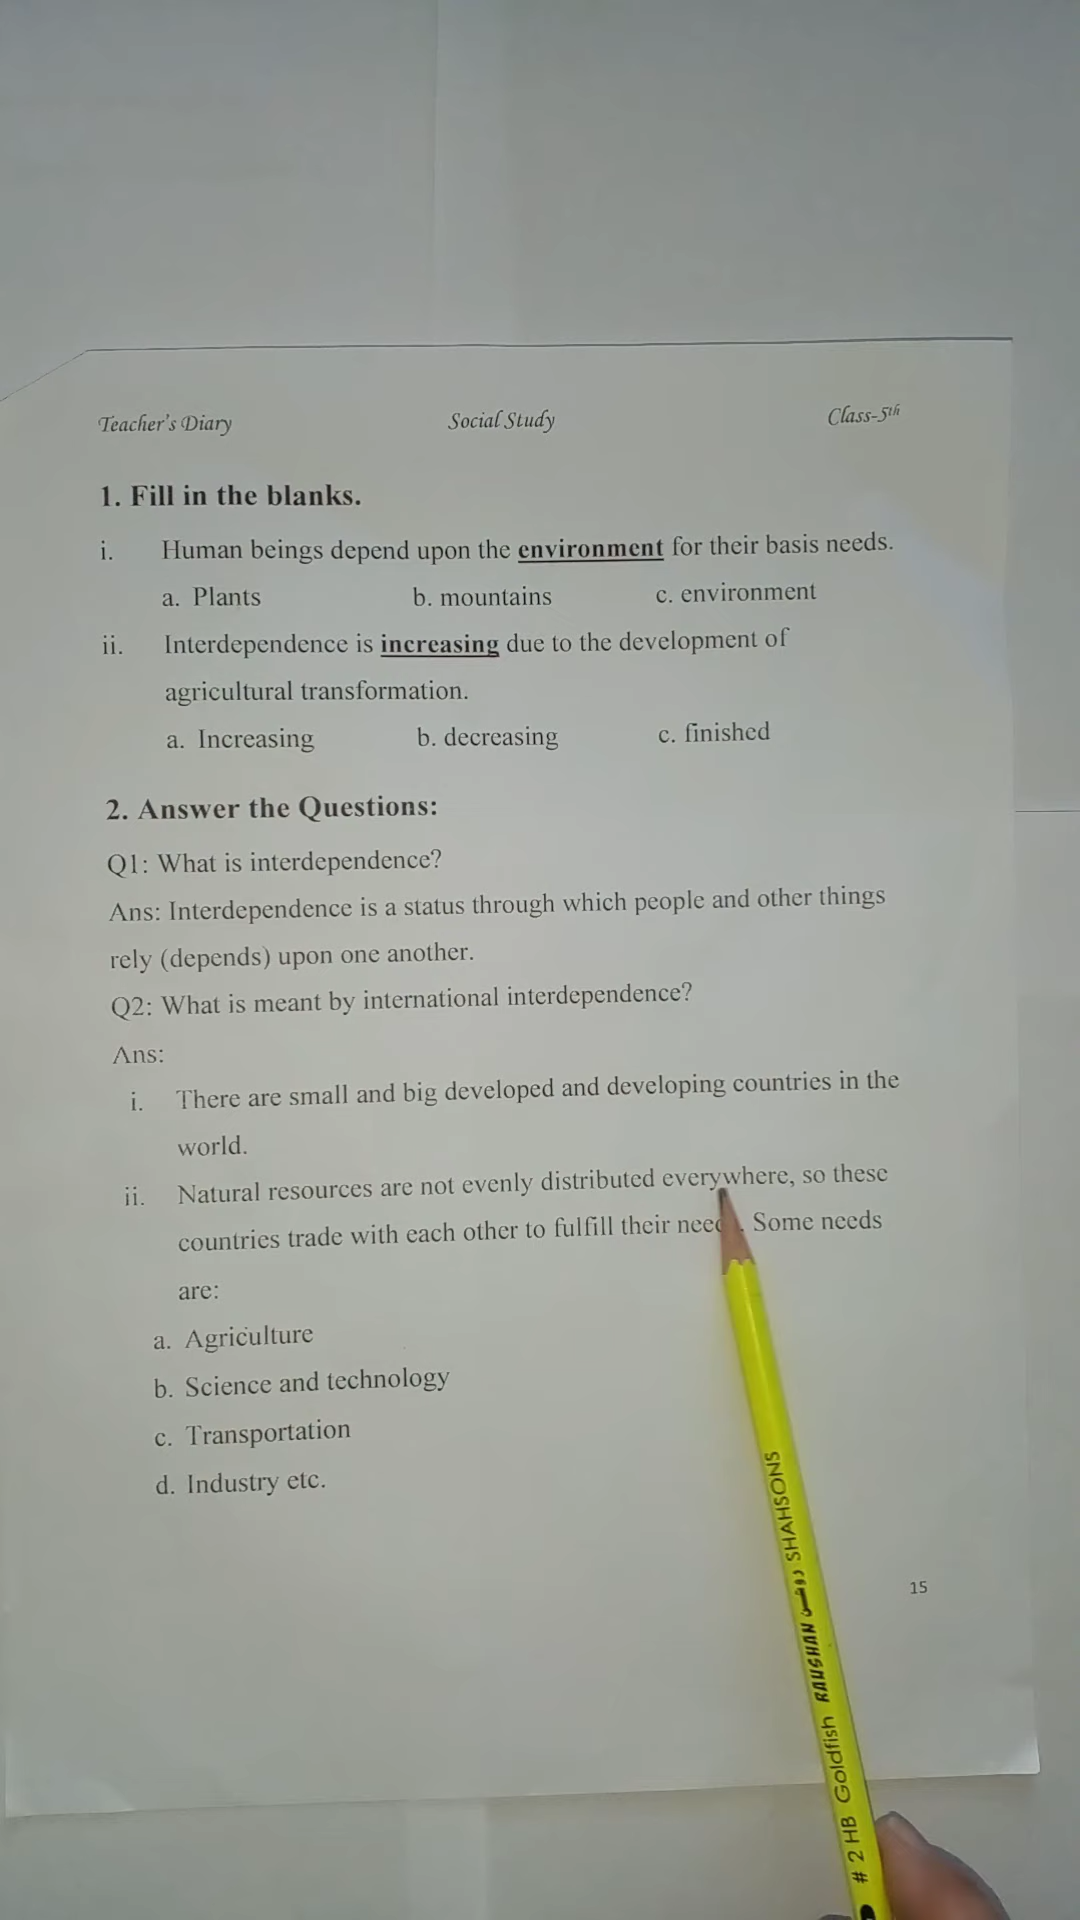 Teacher's Diary Social Study Class-5th
1. Fill in the blanks.
i. Human beings depend upon the environment for their basis needs.
a. Plants b. mountains c. environment
ii. Interdependence is increasing due to the development of
agricultural transformation.
a. Increasing b. decreasing c. finished
2. Answer the Questions:
Q1: What is interdependence?
Ans: Interdependence is a status through which people and other things
rely (depends) upon one another.
Q2: What is meant by international interdependence?
Ans:
i. There are small and big developed and developing countries in the
world.
ii. Natural resources are not evenly distributed everywhere, so these
countries trade with each other to fulfill their Some needs
are:
a. Agriculture
b. Science and technology
c. Transportation
d. Industry etc.
15
# 2 HB Goldfish RAUSHAN روشن SHAHSONS